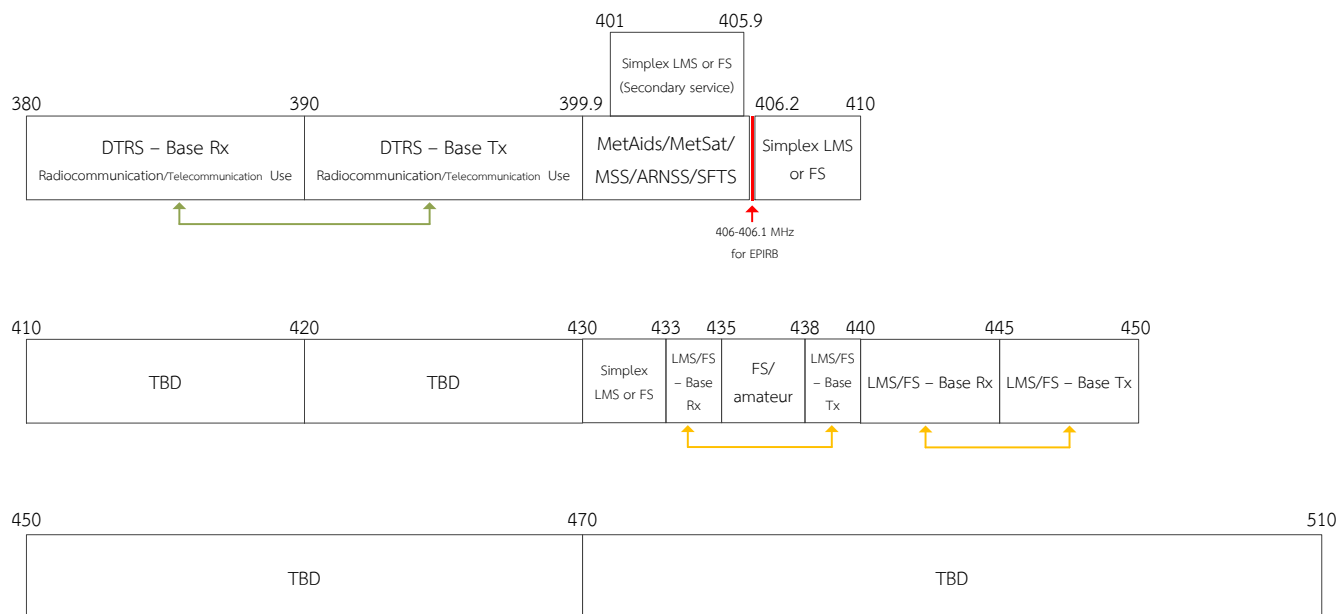 401 405.9
Simplex LMS or FS
(Secondary service)
380 390 399.9 406.2 410
DTRS – Base Rx
Radiocommunication/Telecommunication Use
DTRS – Base Tx
Radiocommunication/Telecommunication Use
MetAids/MetSat/
MSS/ARNSS/SFTS
Simplex LMS
or FS
406-406.1 MHz
for EPIRB
410 420 430 433 435 438 440 445 450
TBD
TBD
Simplex
LMS or FS
LMS/FS
– Base
Rx
FS/
amateur
LMS/FS
– Base
Tx
LMS/FS – Base Rx
LMS/FS – Base Tx
450 470 510
TBD
TBD